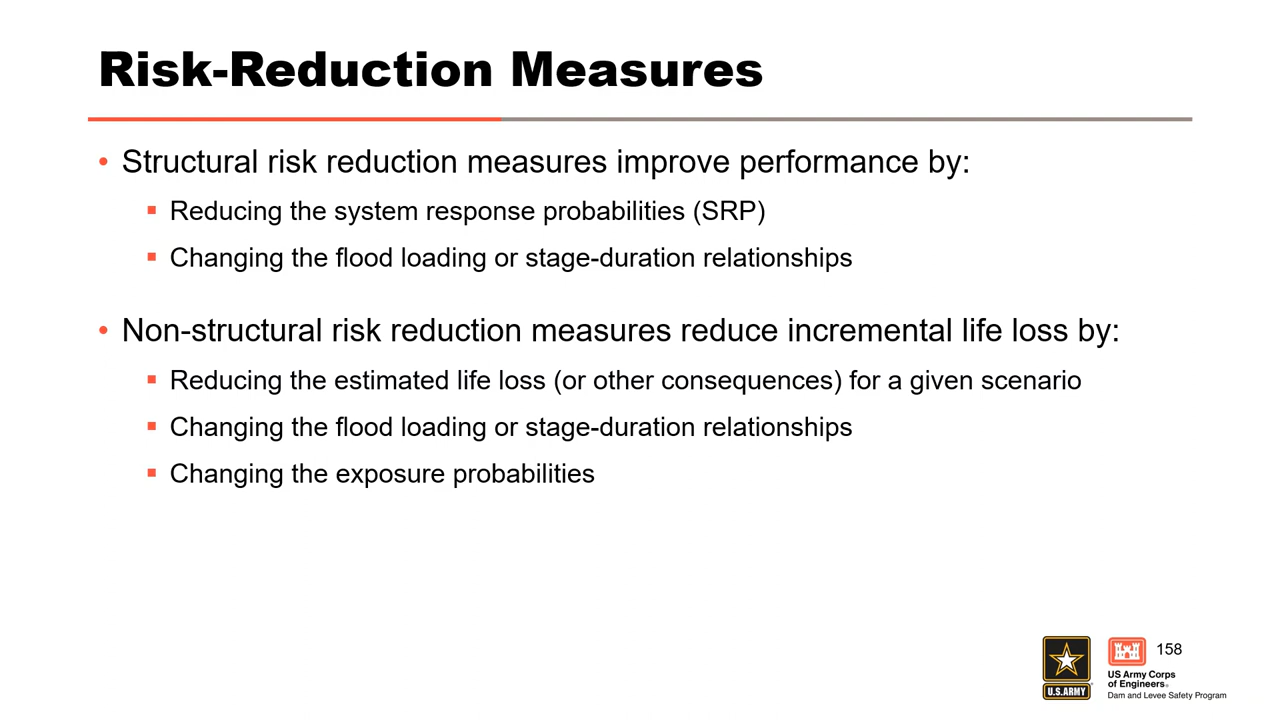 Risk-Reduction Measures
• Structural risk reduction measures improve performance by:
▪ Reducing the system response probabilities (SRP)
▪ Changing the flood loading or stage-duration relationships
• Non-structural risk reduction measures reduce incremental life loss by:
▪ Reducing the estimated life loss (or other consequences) for a given scenario
▪ Changing the flood loading or stage-duration relationships
▪ Changing the exposure probabilities
158
U.S.ARMY
US Army Corps
of Engineers®
Dam and Levee Safety Program